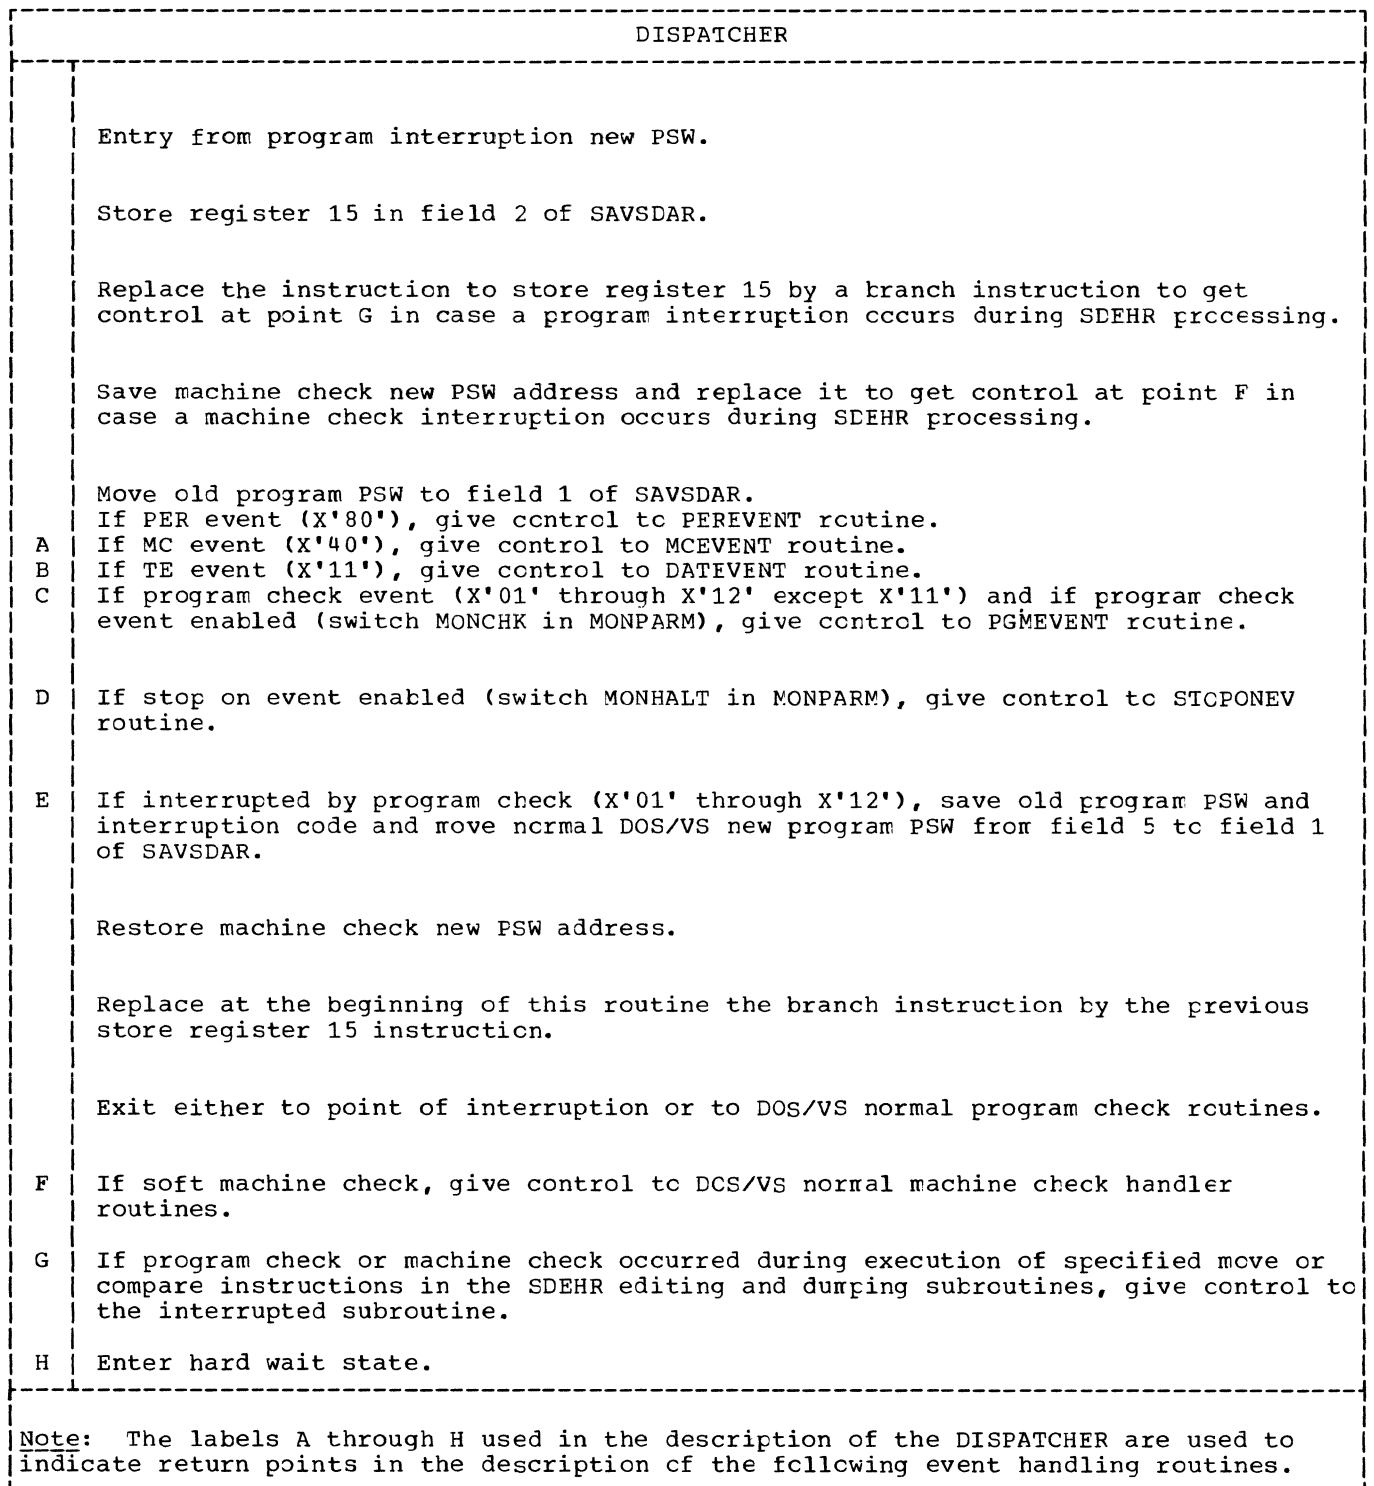 DISPATCHER
Entry from program interruption new PSW.
Store register 15 in field 2 of SAVSDAR.
Replace the instruction to store register 15 by a branch instruction to get
control at point G in case a program interruption occurs during SDEHR processing.
Save machine check new PSW address and replace it to get control at point F in
case a machine check interruption occurs during SDEHR processing.
Move old program PSW to field 1 of SAVSDAR.
If PER event (X'80'), give control to PEREVENT routine.
A If MC event (X'40'), give control to MCEVENT routine.
B If TE event (X'11'), give control to DATEVENT routine.
C If program check event (X'01' through X'12' except X'11') and if program check
event enabled (switch MONCHK in MONPARM), give control to PGMEVENT routine.
D If stop on event enabled (switch MONHALT in MONPARM), give control to STOPONEV
routine.
E If interrupted by program check (X'01' through X'12'), save old program PSW and
interruption code and move normal DOS/VS new program PSW from field 5 to field 1
of SAVSDAR.
Restore machine check new PSW address.
Replace at the beginning of this routine the branch instruction by the previous
store register 15 instruction.
Exit either to point of interruption or to DOS/VS normal program check routines.
F If soft machine check, give control to DOS/VS normal machine check handler
routines.
G If program check or machine check occurred during execution of specified move or
compare instructions in the SDEHR editing and dumping subroutines, give control to
the interrupted subroutine.
H Enter hard wait state.
Note: The labels A through H used in the description of the DISPATCHER are used to
indicate return points in the description of the following event handling routines.